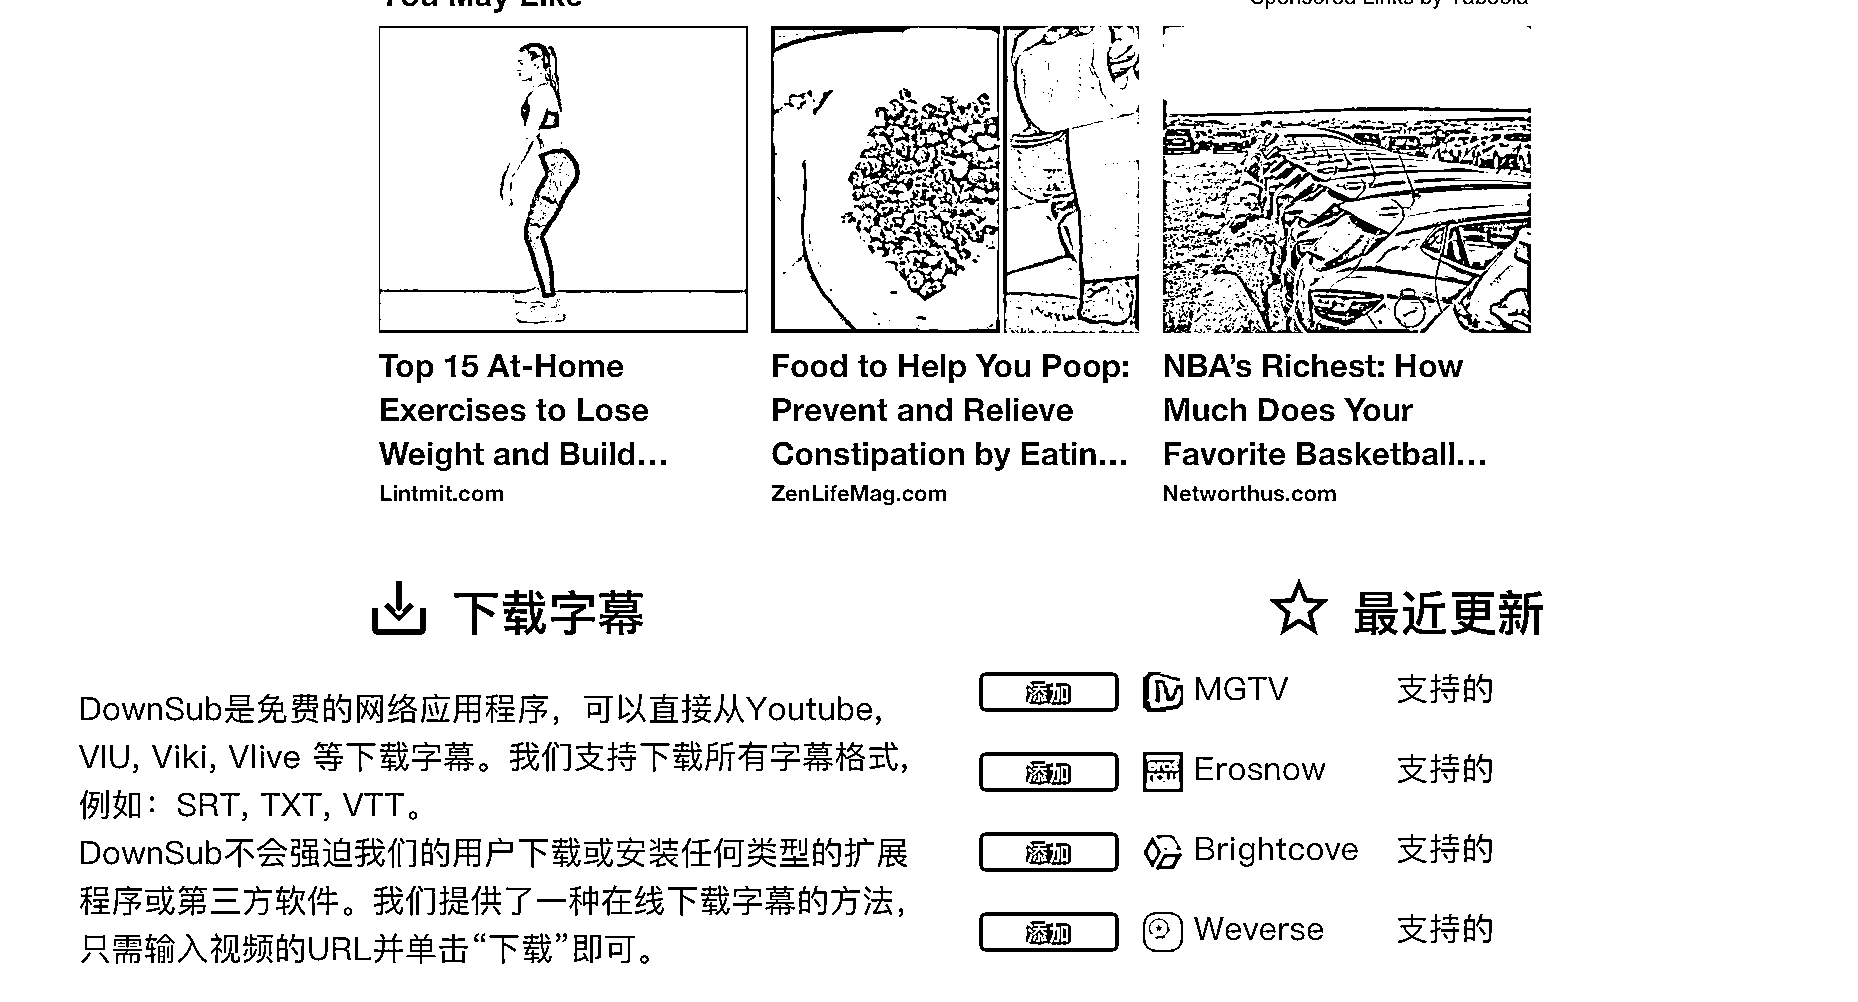 You May Like
Sponsored Links by Taboola
Top 15 At-Home
Exercises to Lose
Weight and Build...
Lintmit.com
Food to Help You Poop:
Prevent and Relieve
Constipation by Eatin...
ZenLifeMag.com
NBA’s Richest: How
Much Does Your
Favorite Basketball...
Networthus.com
下载字幕
DownSub是免费的网络应用程序，可以直接从Youtube,
VIU, Viki, Vlive 等下载字幕。我们支持下载所有字幕格式,
例如：SRT, TXT, VTT。
DownSub不会强迫我们的用户下载或安装任何类型的扩展
程序或第三方软件。我们提供了一种在线下载字幕的方法,
只需输入视频的URL并单击“下载”即可。
最近更新
添加 MGTV 支持的
添加 Erosnow 支持的
添加 Brightcove 支持的
添加 Weverse 支持的